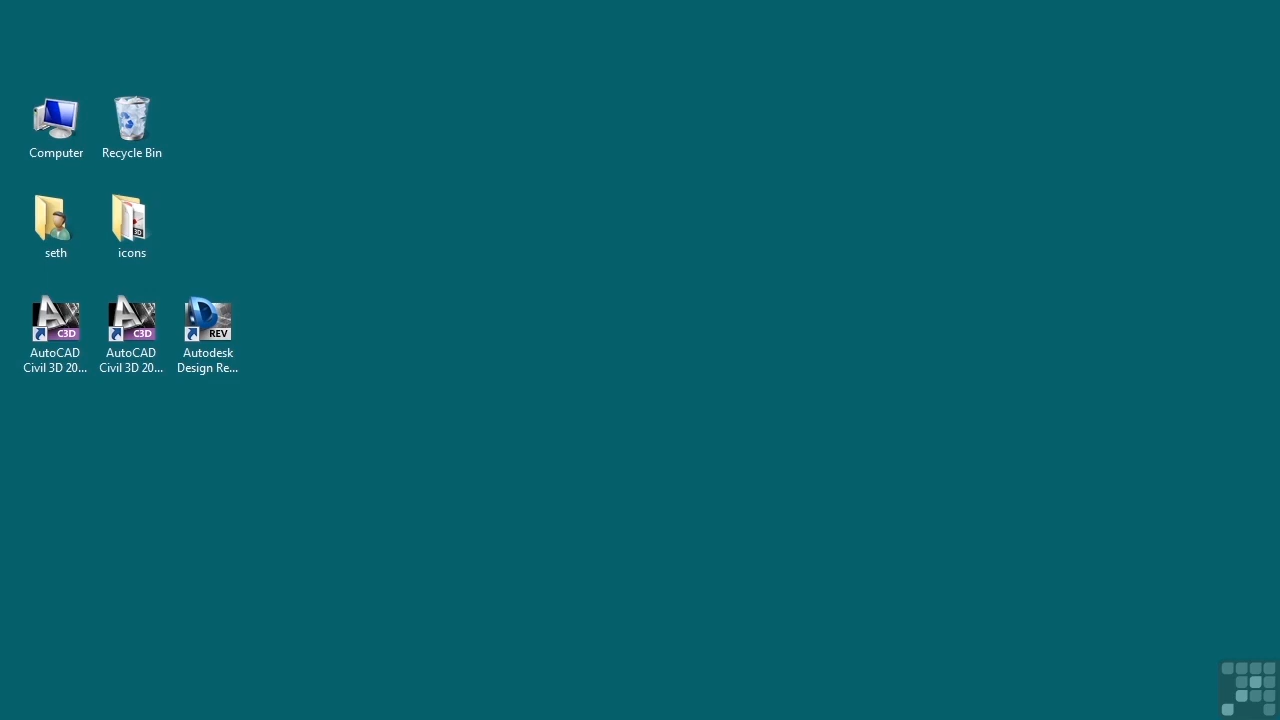 Computer
Recycle Bin
seth
icons
3D
C3D
C3D
REV
AutoCAD
Civil 3D 20...
AutoCAD
Civil 3D 20...
Autodesk
Design Re...